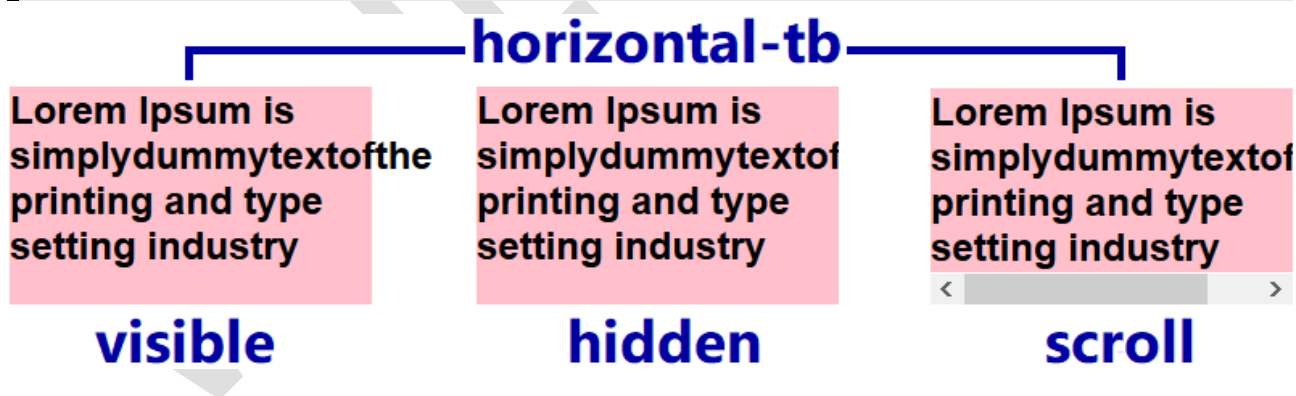 horizontal-tb
Lorem Ipsum is
simplydummytextofthe
printing and type
setting industry
visible
Lorem Ipsum is
simplydummytextof
printing and type
setting industry
hidden
Lorem Ipsum is
simplydummytextof
printing and type
setting industry
scroll